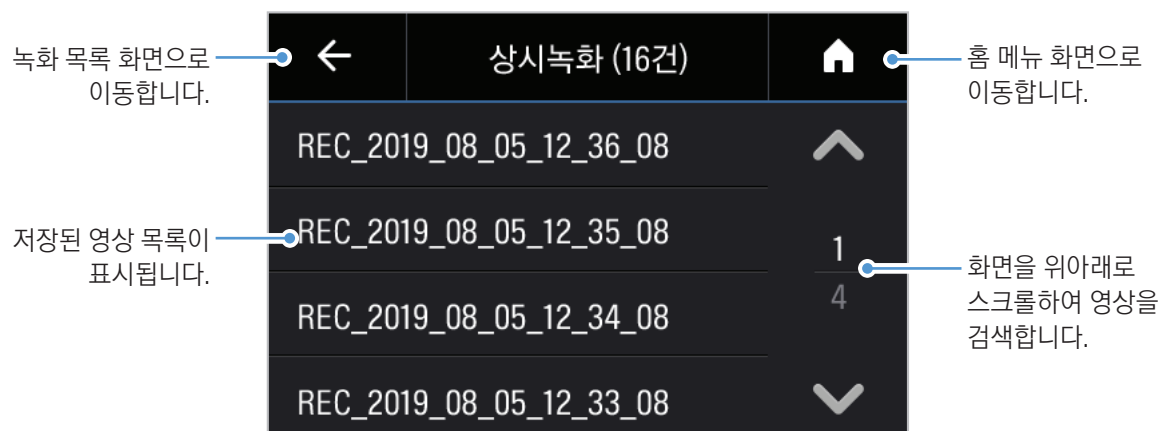 녹화 목록 화면으로
이동합니다.
상시녹화 (16건)
홈 메뉴 화면으로
이동합니다.
REC_2019_08_05_12_36_08
저장된 영상 목록이
표시됩니다.
REC_2019_08_05_12_35_08
1
4
화면을 위아래로
스크롤하여 영상을
검색합니다.
REC_2019_08_05_12_34_08
REC_2019_08_05_12_33_08